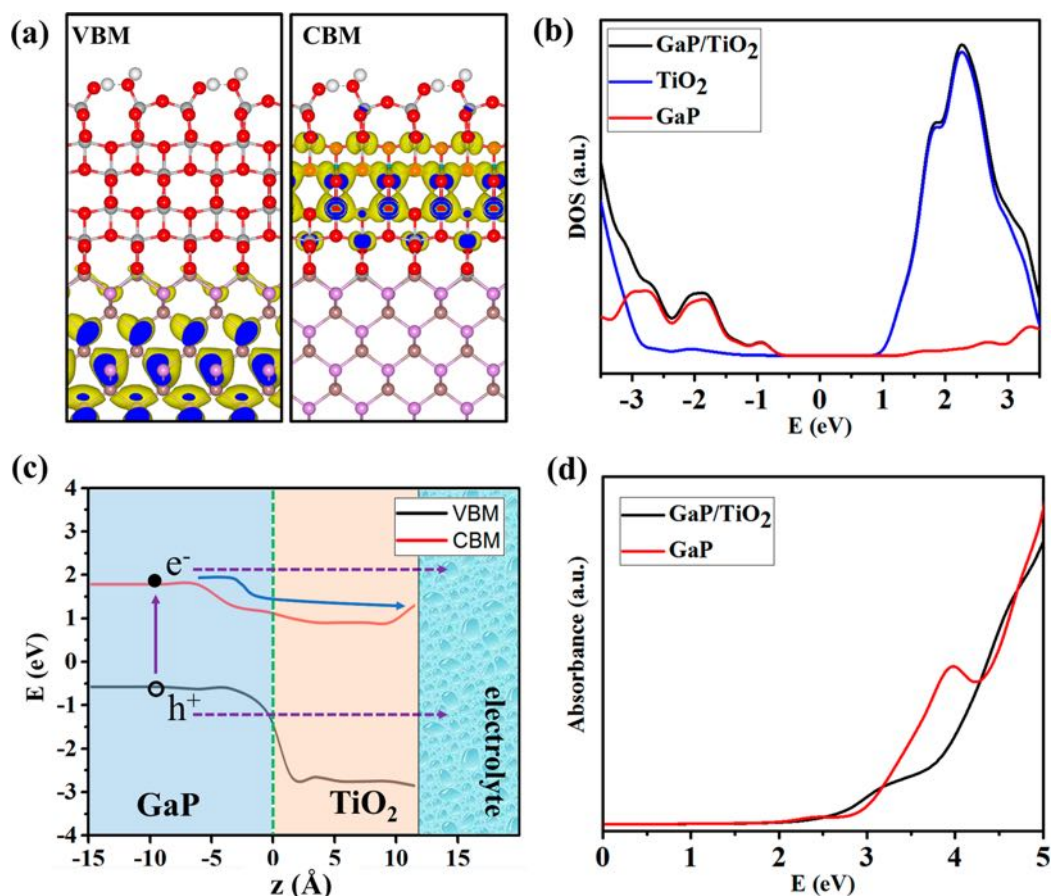 (a)
VBM
CBM
(b)
GaP/TiO₂
TiO₂
GaP
DOS (a.u.)
-3 -2 -1 0 1 2 3
E (eV)
(c)
4
3
2
1
0
-1
-2
-3
-4
E (eV)
VBM
CBM
e⁻
h⁺
GaP
TiO₂
electrolyte
-15 -10 -5 0 5 10 15
z (Å)
(d)
GaP/TiO₂
GaP
Absorbance (a.u.)
0 1 2 3 4 5
E (eV)